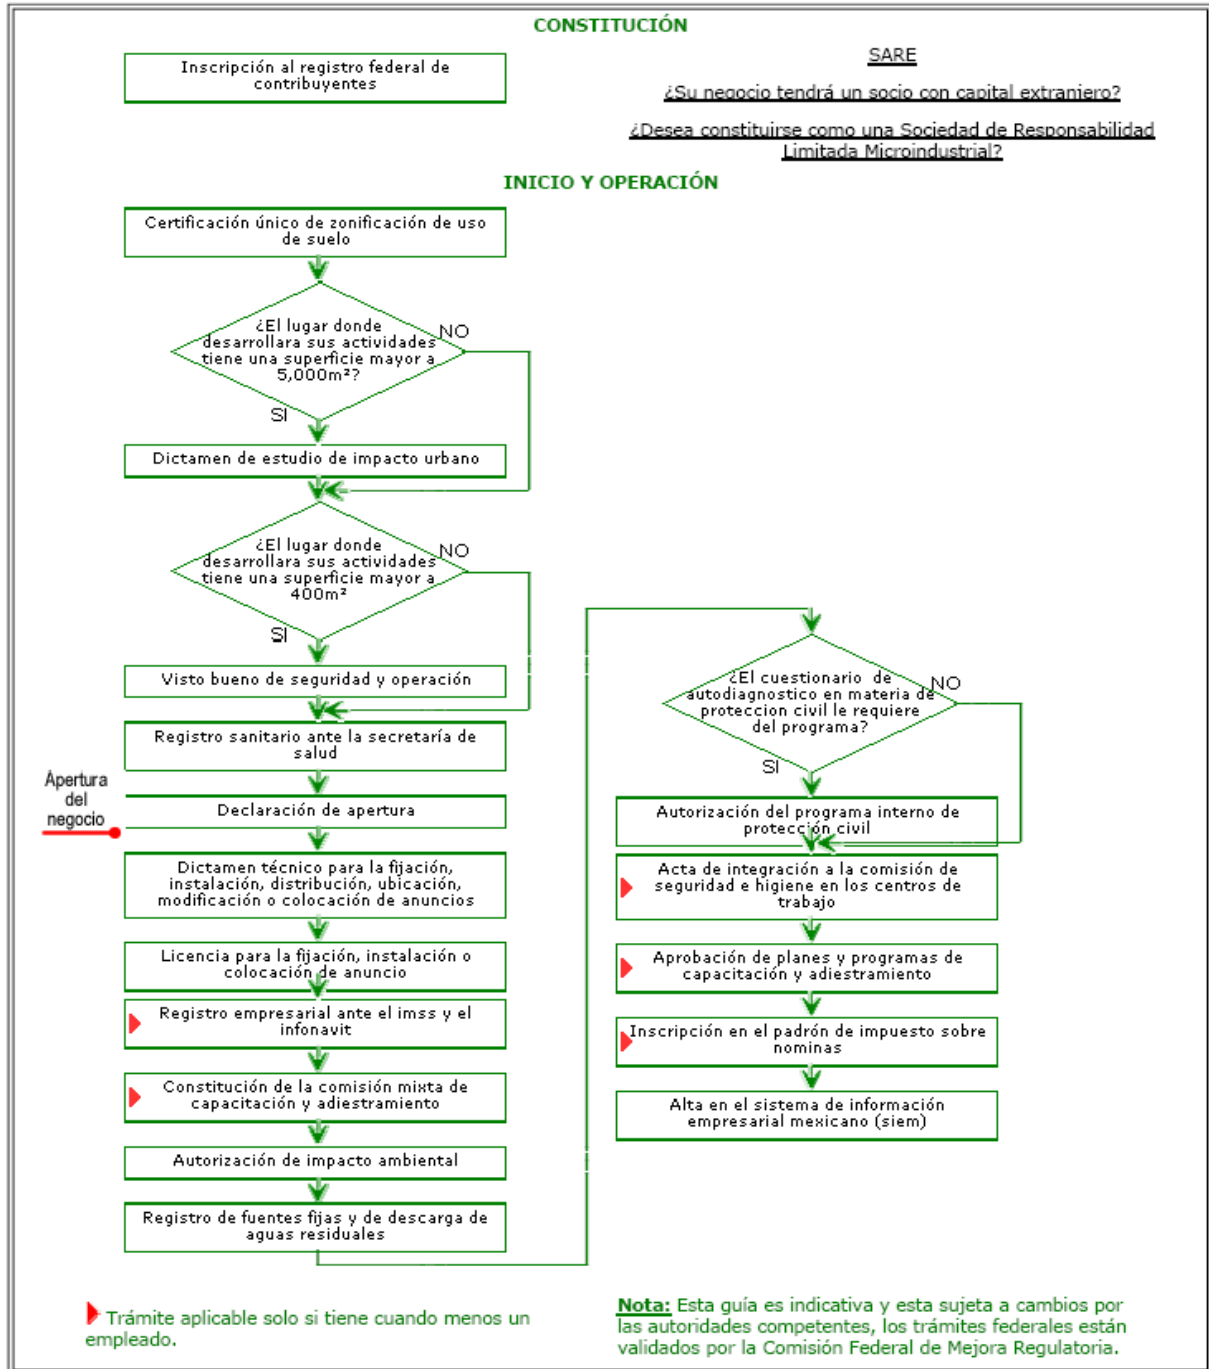 CONSTITUCIÓN
Inscripción al registro federal de
contribuyentes
SARE
¿Su negocio tendrá un socio con capital extranjero?
¿Desea constituirse como una Sociedad de Responsabilidad
Limitada Microindustrial?
INICIO Y OPERACIÓN
Certificación único de zonificación de uso
de suelo
¿El lugar donde
desarrollara sus actividades
tiene una superficie mayor a
5,000m²?
NO
SI
Dictamen de estudio de impacto urbano
¿El lugar donde
desarrollara sus actividades
tiene una superficie mayor a
400m²
NO
SI
Visto bueno de seguridad y operación
Registro sanitario ante la secretaría de
salud
Apertura
del
negocio
Declaración de apertura
Dictamen técnico para la fijación,
instalación, distribución, ubicación,
modificación o colocación de anuncios
Licencia para la fijación, instalación o
colocación de anuncio
Registro empresarial ante el imss y el
infonavit
Constitución de la comisión mixta de
capacitación y adiestramiento
Autorización de impacto ambiental
Registro de fuentes fijas y de descarga de
aguas residuales
¿El cuestionario de
autodiagnostico en materia de
proteccion civil le requiere
del programa?
NO
SI
Autorización del programa interno de
protección civil
Acta de integración a la comisión de
seguridad e higiene en los centros de
trabajo
Aprobación de planes y programas de
capacitación y adiestramiento
Inscripción en el padrón de impuesto sobre
nominas
Alta en el sistema de información
empresarial mexicano (siem)
Trámite aplicable solo si tiene cuando menos un
empleado.
Nota: Esta guía es indicativa y esta sujeta a cambios por
las autoridades competentes, los trámites federales están
validados por la Comisión Federal de Mejora Regulatoria.